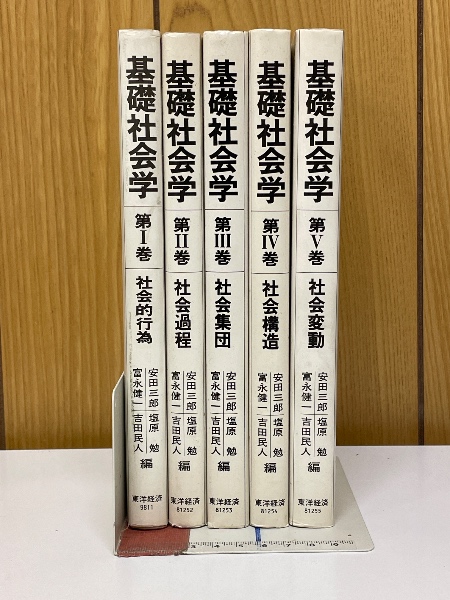 基礎社会学
第Ⅰ巻
社会的行為
安田三郎 塩原 勉
富永健一 吉田民人
編
東洋経済
9811
基礎社会学
第Ⅱ巻
社会過程
安田三郎 塩原 勉
富永健一 吉田民人
編
東洋経済
81252
基礎社会学
第Ⅲ巻
社会集団
安田三郎 塩原 勉
富永健一 吉田民人
編
東洋経済
81253
基礎社会学
第Ⅳ巻
社会構造
安田三郎 塩原 勉
富永健一 吉田民人
編
東洋経済
81254
基礎社会学
第Ⅴ巻
社会変動
安田三郎 塩原 勉
富永健一 吉田民人
編
東洋経済
81255